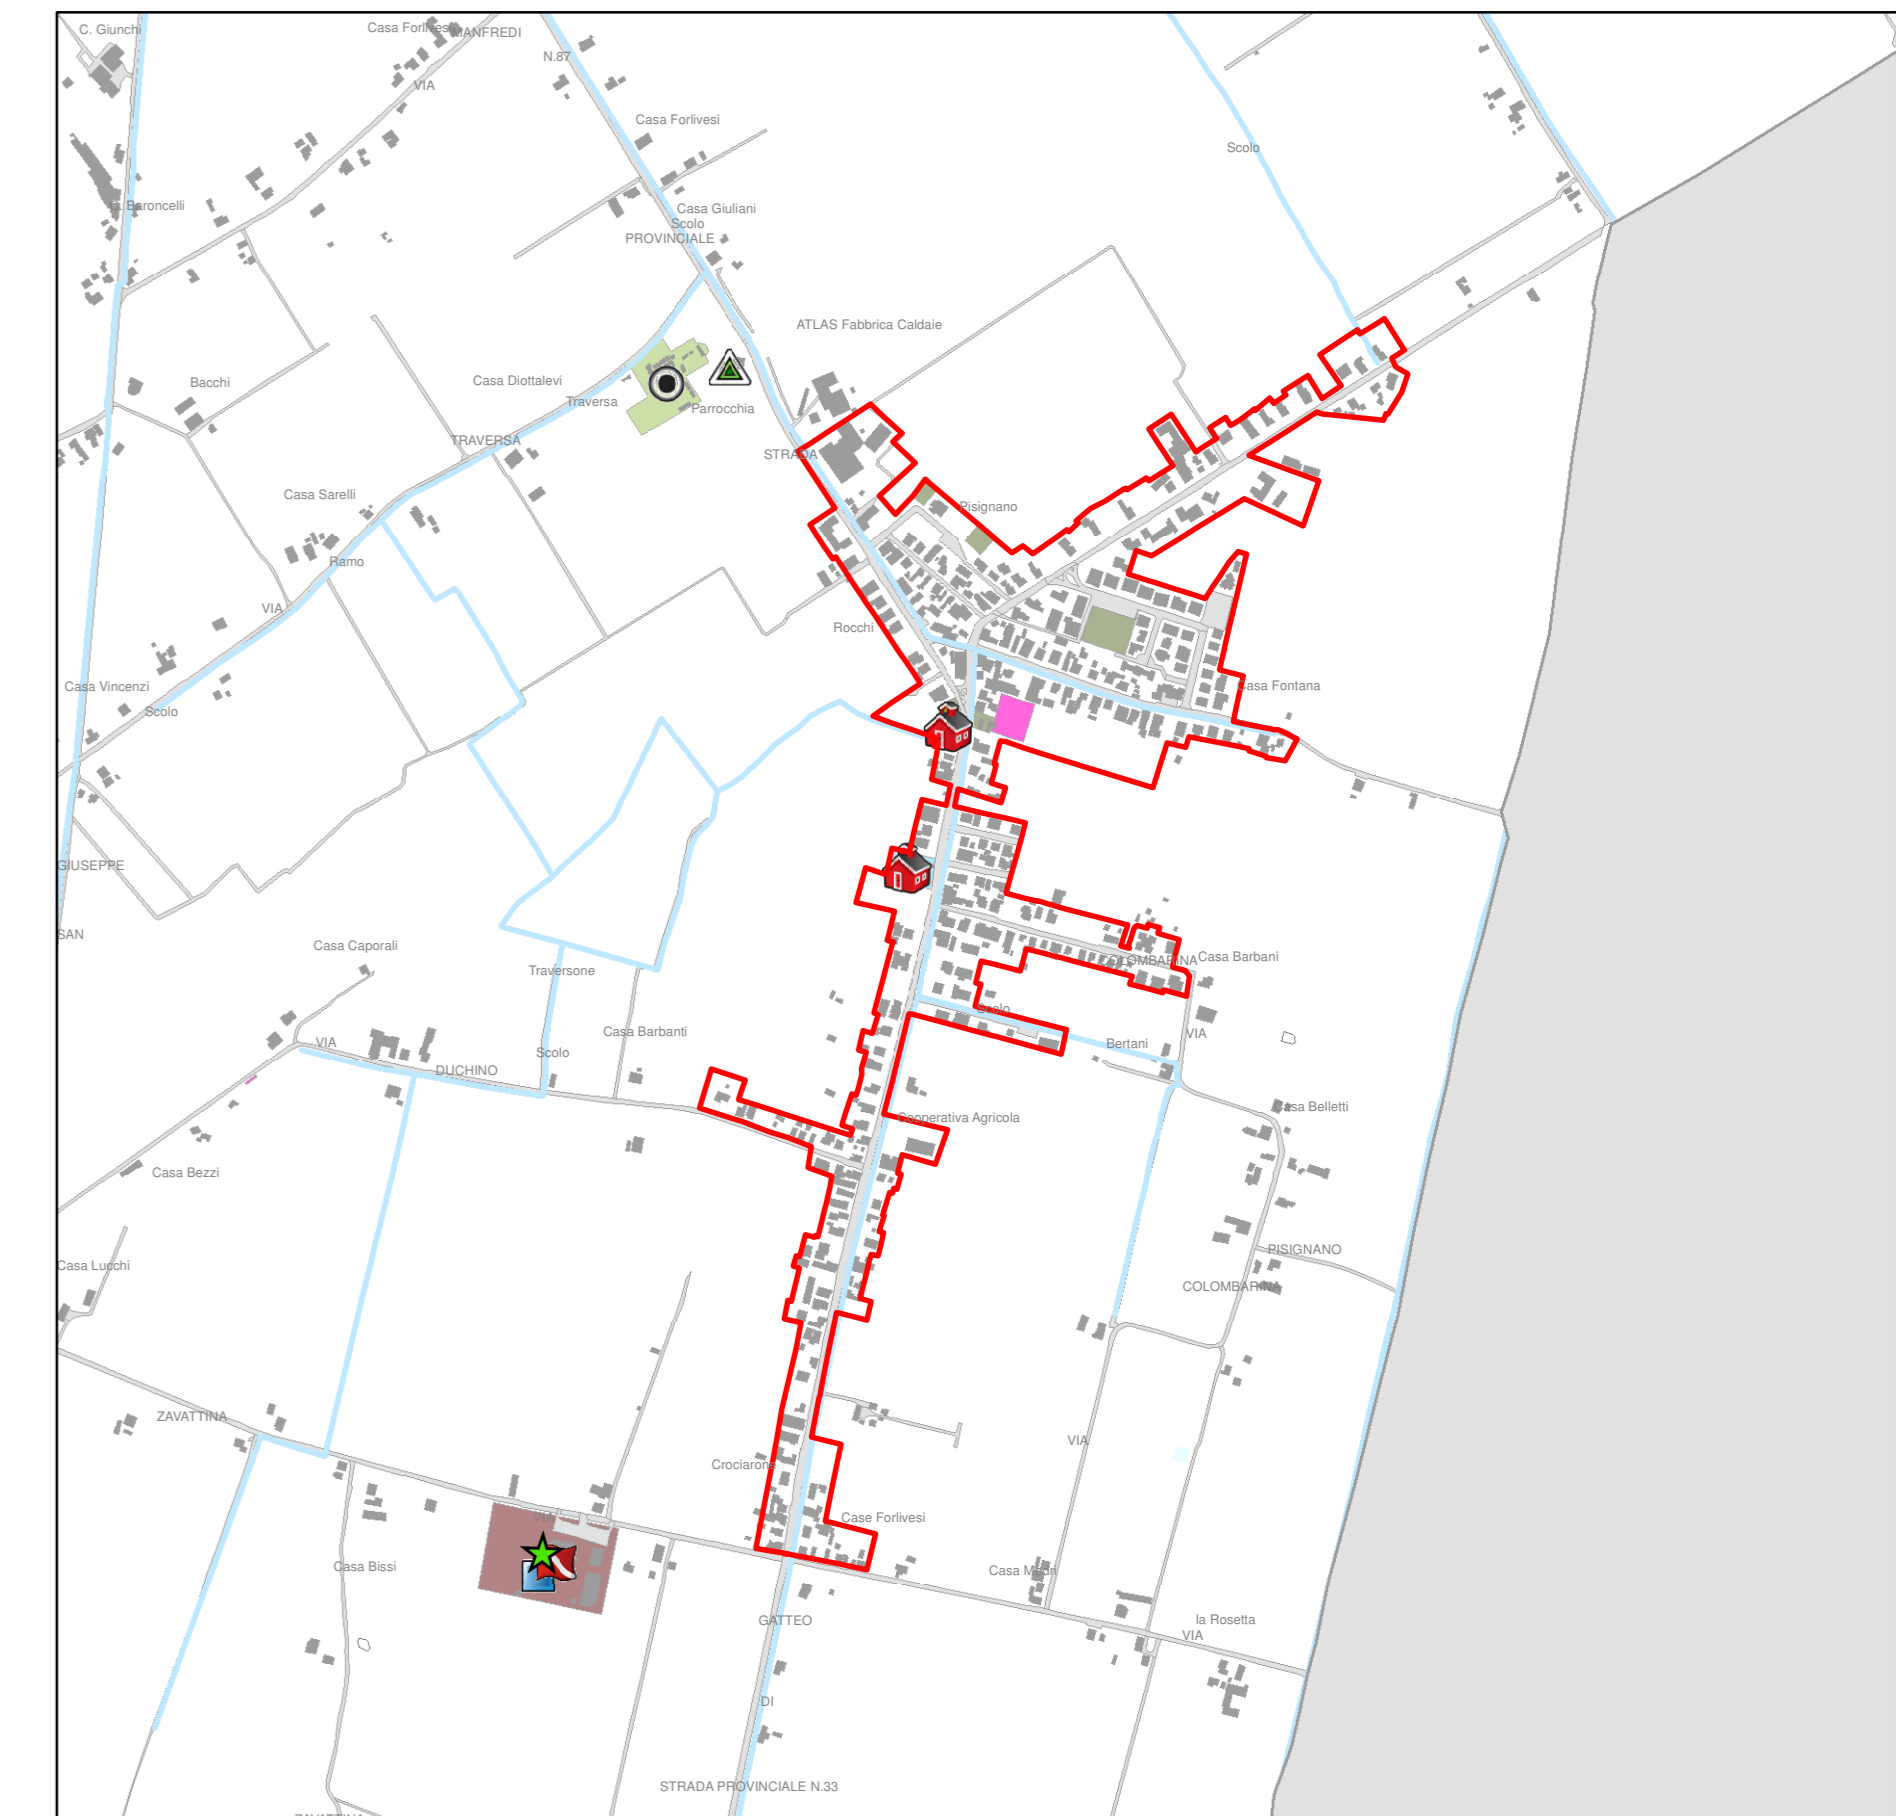 C. Giunchi
Casa Forlivesi
MANFREDI
N.87
VIA
Casa Forlivesi
Scolo
C. Baroncelli
Casa Giuliani
Scolo
PROVINCIALE
ATLAS Fabbrica Caldaie
Bacchi
Casa Diottalevi
Traversa
Parrocchia
TRAVERSA
STRADA
Casa Sarelli
Pisignano
Ramo
VIA
Rocchi
Casa Vincenzi
Scolo
Casa Fontana
GIUSEPPE
SAN
Casa Caporali
Traversone
COLOMBARINA
Casa Barbani
Scolo
Casa Barbanti
VIA
VIA
Bertani
Scolo
DUCHINO
Casa Belletti
Cooperativa Agricola
Casa Bezzi
PISIGNANO
Casa Lucchi
COLOMBARINA
ZAVATTINA
VIA
Crociarone
VIA
Case Forlivesi
Casa Bissi
Casa Medri
GATTEO
la Rosetta
VIA
DI
STRADA PROVINCIALE N.33
ZAVATTINA